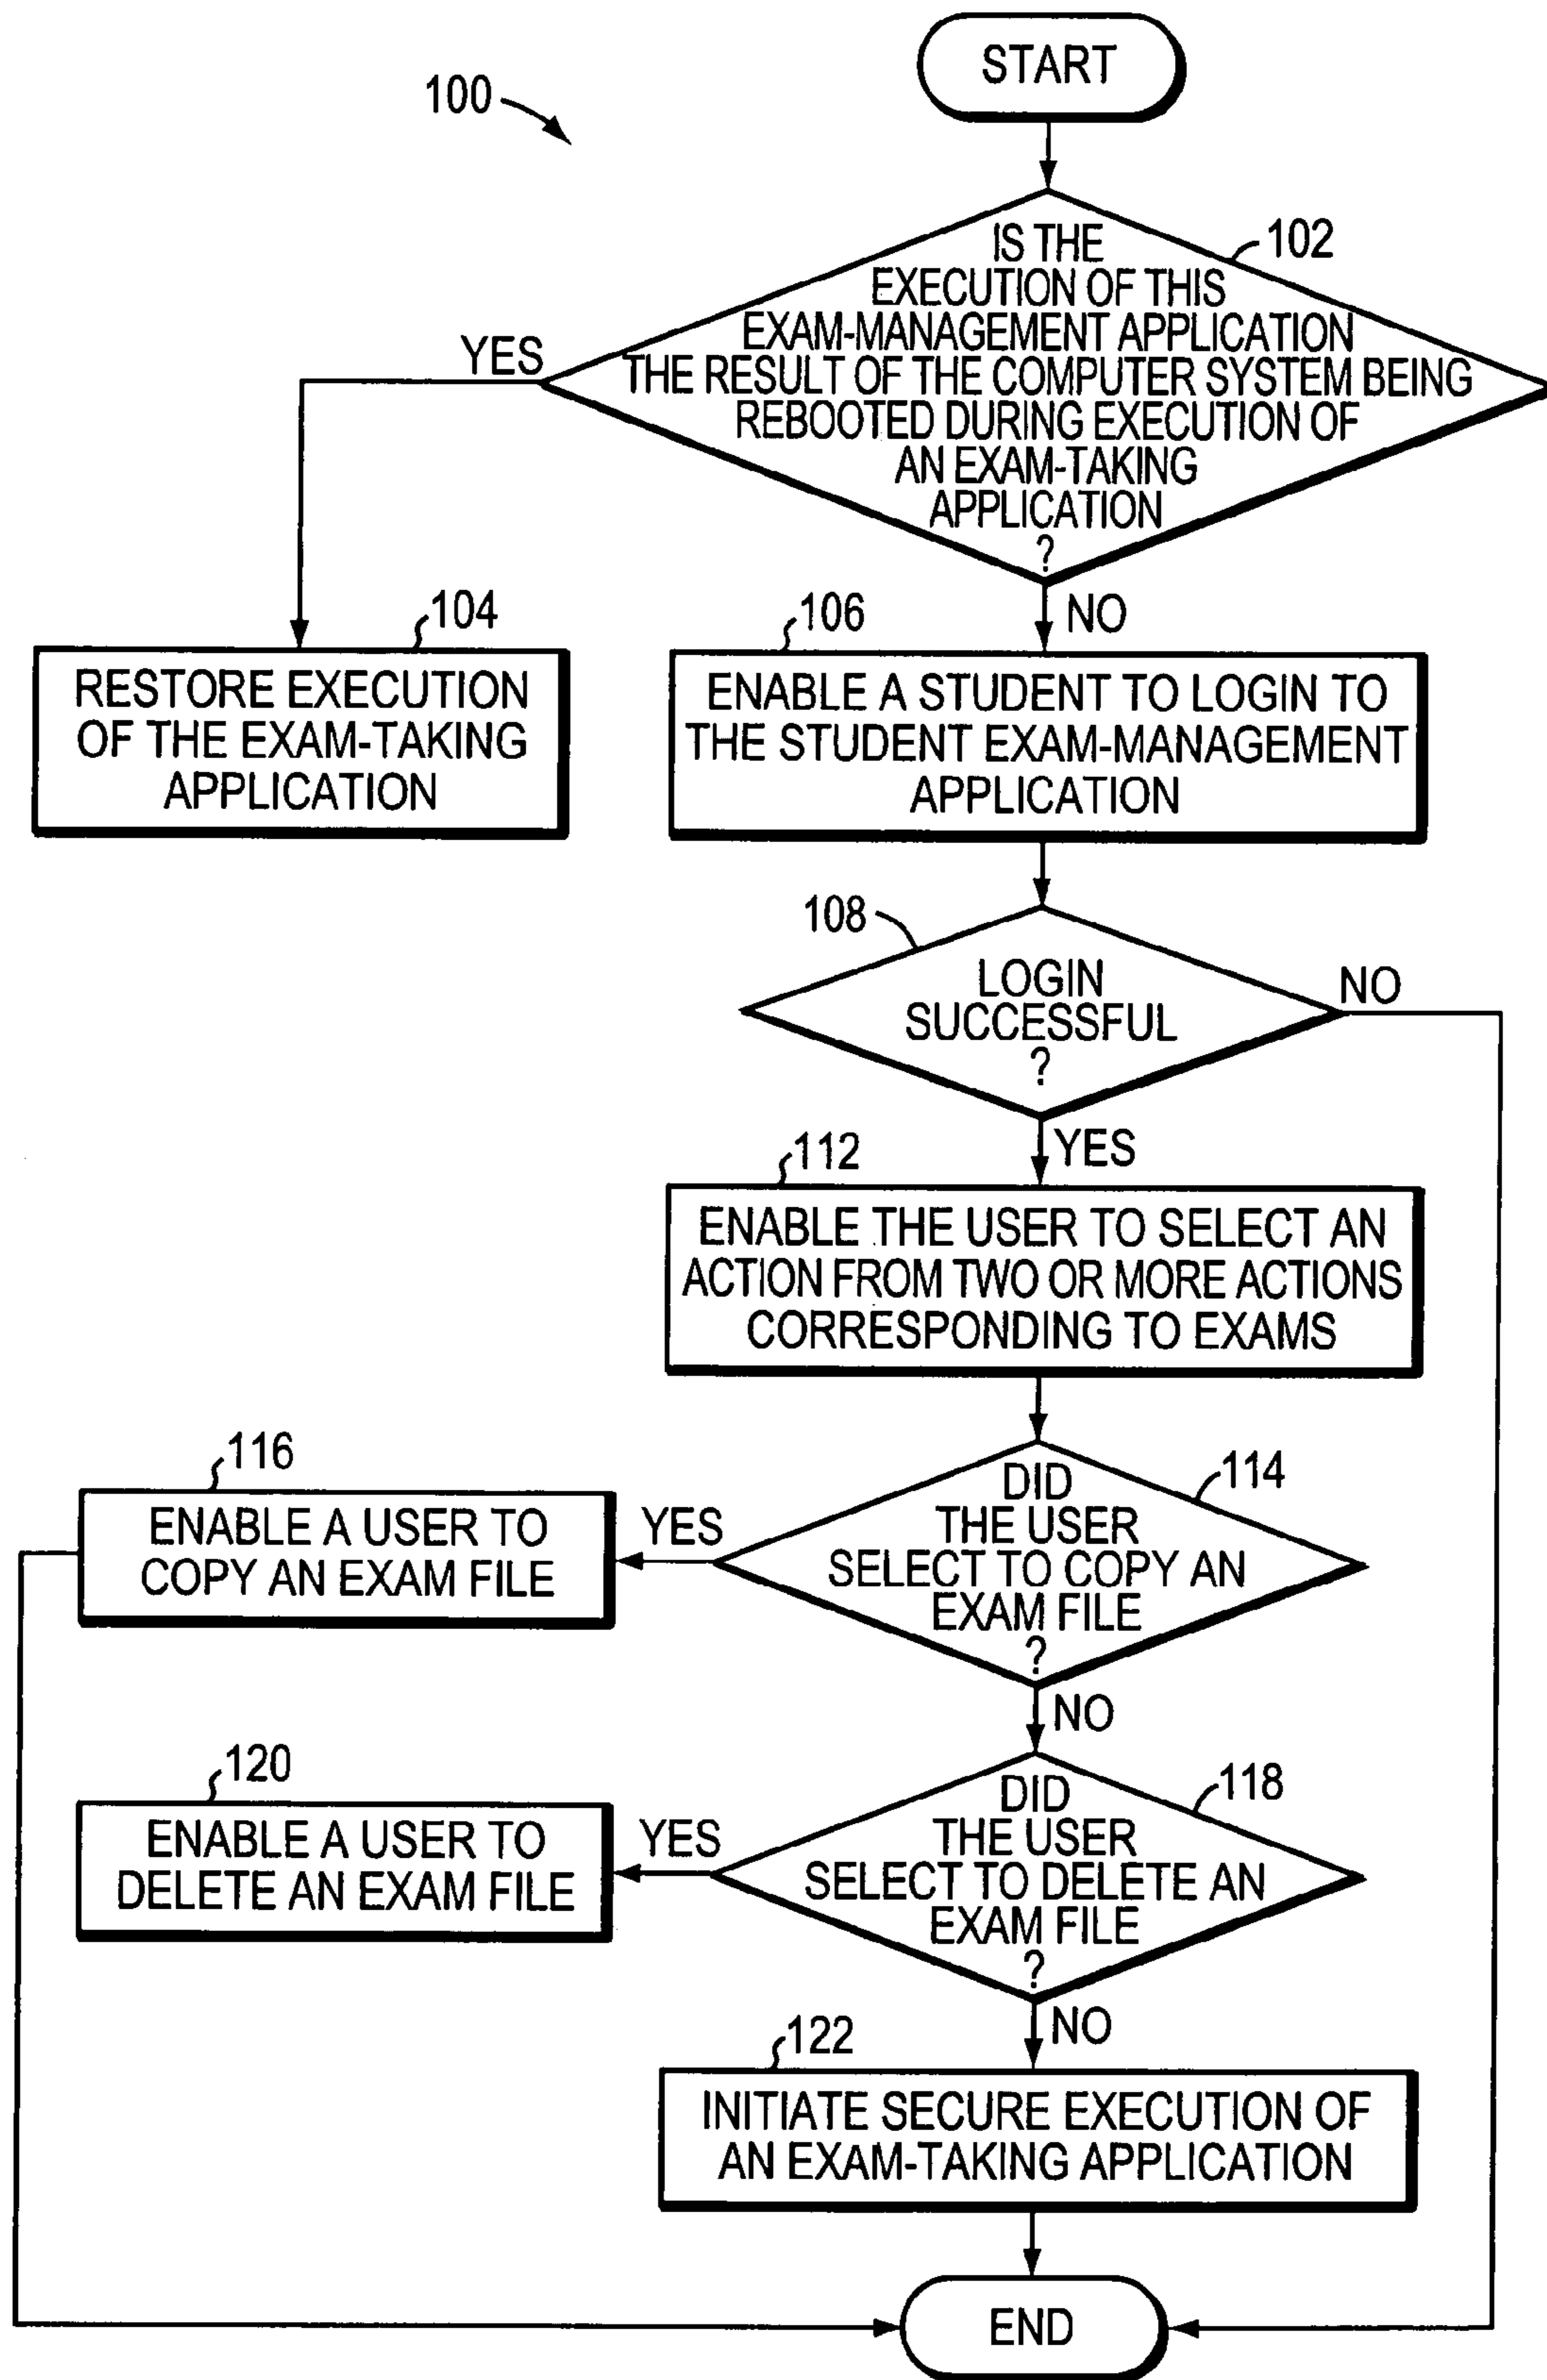 START
100
102
IS THE
EXECUTION OF THIS
EXAM-MANAGEMENT APPLICATION
THE RESULT OF THE COMPUTER SYSTEM BEING
REBOOTED DURING EXECUTION OF
AN EXAM-TAKING
APPLICATION
?
YES
NO
104
RESTORE EXECUTION
OF THE EXAM-TAKING
APPLICATION
106
ENABLE A STUDENT TO LOGIN TO
THE STUDENT EXAM-MANAGEMENT
APPLICATION
108
LOGIN
SUCCESSFUL
?
NO
YES
112
ENABLE THE USER TO SELECT AN
ACTION FROM TWO OR MORE ACTIONS
CORRESPONDING TO EXAMS
114
DID
THE USER
SELECT TO COPY AN
EXAM FILE
?
YES
116
ENABLE A USER TO
COPY AN EXAM FILE
NO
118
DID
THE USER
SELECT TO DELETE AN
EXAM FILE
?
YES
120
ENABLE A USER TO
DELETE AN EXAM FILE
NO
122
INITIATE SECURE EXECUTION OF
AN EXAM-TAKING APPLICATION
END